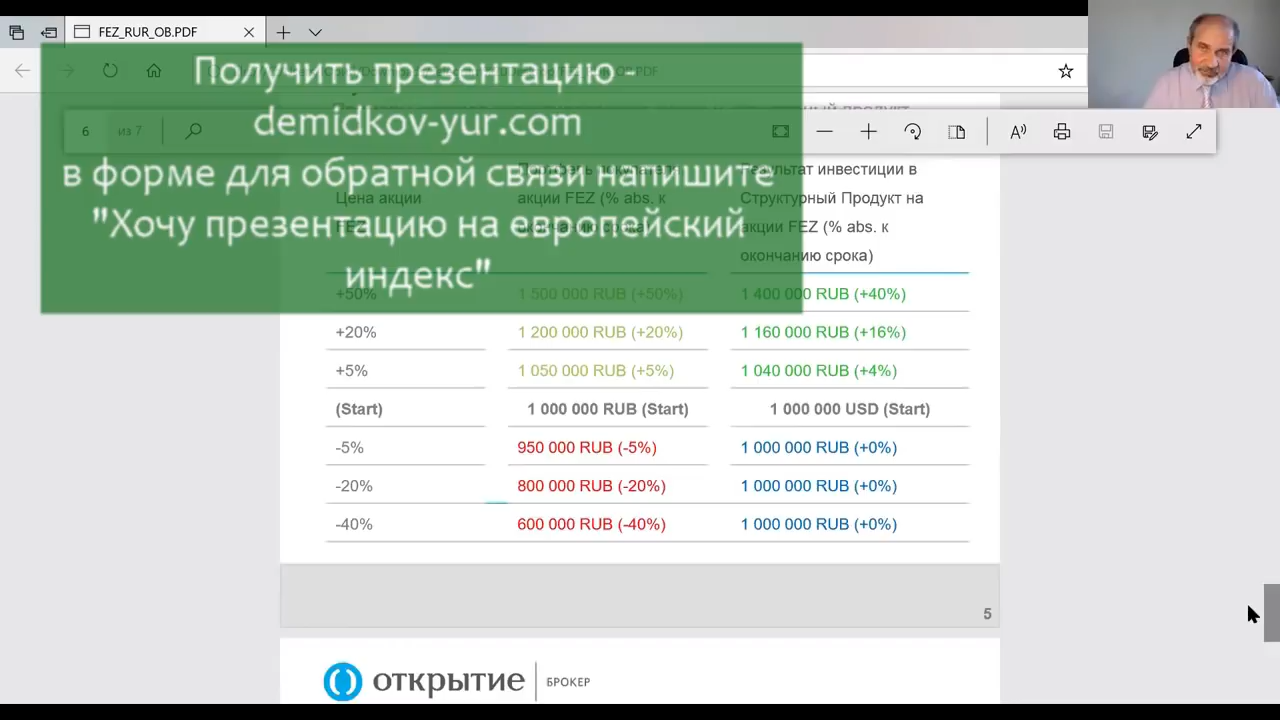 FEZ_RUR_OB.PDF
Получить презентацию -
demidkov-yur.com
в форме для обратной связи напишите
"Хочу презентацию на европейский
индекс"
6 из 7
Цена акции
акции FEZ (% abs. к
Результат инвестиции в
Структурный Продукт на
акции FEZ (% abs. к
окончанию срока)
+50% 1 500 000 RUB (+50%) 1 400 000 RUB (+40%)
+20% 1 200 000 RUB (+20%) 1 160 000 RUB (+16%)
+5% 1 050 000 RUB (+5%) 1 040 000 RUB (+4%)
(Start) 1 000 000 RUB (Start) 1 000 000 USD (Start)
-5% 950 000 RUB (-5%) 1 000 000 RUB (+0%)
-20% 800 000 RUB (-20%) 1 000 000 RUB (+0%)
-40% 600 000 RUB (-40%) 1 000 000 RUB (+0%)
5
открытие БРОКЕР